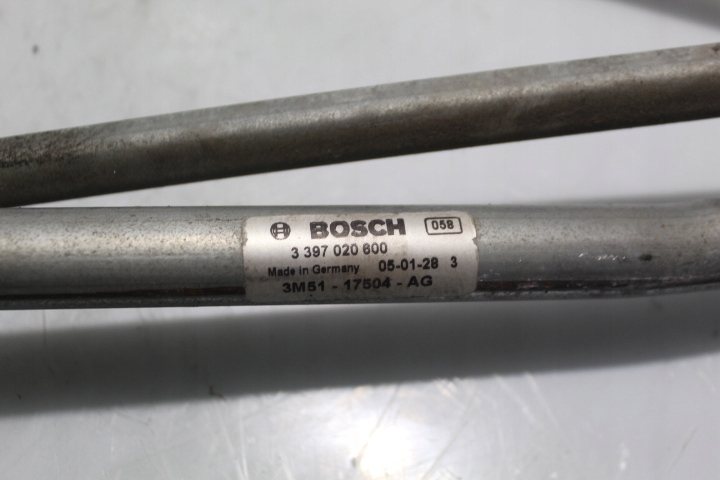 BOSCH 058
3 397 020 600
Made in Germany 05-01-28 3
3M51 - 17504 - AG